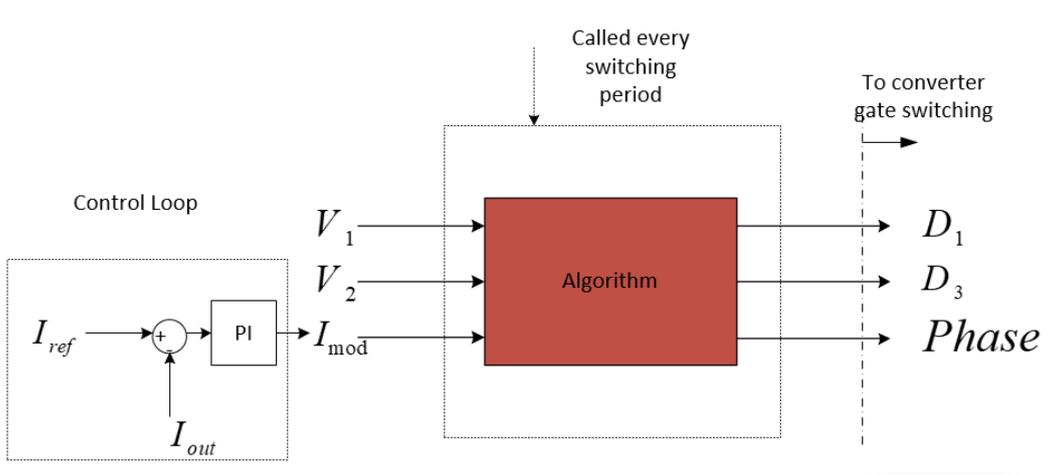 Called every
switching
period
To converter
gate switching
Control Loop
V1
V2
Imod
Iref
+
-
PI
Iout
Algorithm
D1
D3
Phase